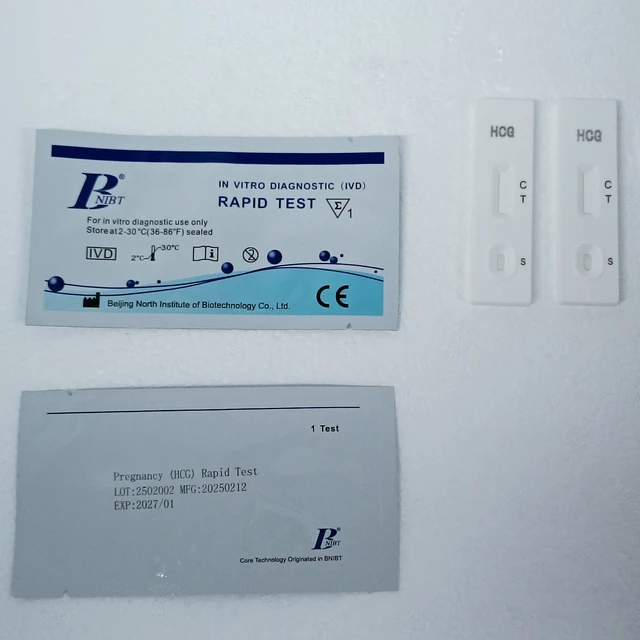 BNIBT®
IN VITRO DIAGNOSTIC (IVD)
RAPID TEST Σ 1
For in vitro diagnostic use only
Store at 2-30°C(36-86°F) sealed
IVD 2°C 30°C i 2
Beijing North Institute of Biotechnology Co., Ltd. CE
HCG
C
T
S
HCG
C
T
S
1 Test
Pregnancy (HCG) Rapid Test
LOT:2502002 MFG:20250212
EXP:2027/01
BNIBT®
Core Technology Originated in BNIBT